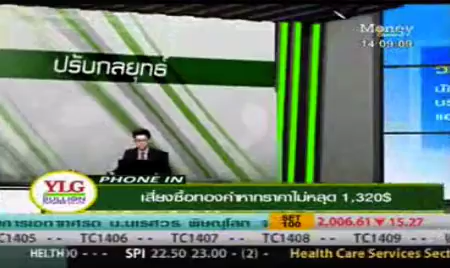 Money
14:09:09
ปรับกลยุทธ์
PHONE IN
YLG
BULLION
เสี่ยงซื้อทองคำหากราคาไม่หลุด 1,320$
SET 100 2,006.61 ▼ 15.27
TC1405 -- TC1406 -- TC1407 -- TC1408 -- TC1409 --
HELTH 0.00 -- SPI 22.50 23.00 - (2) Health Care Services Sect